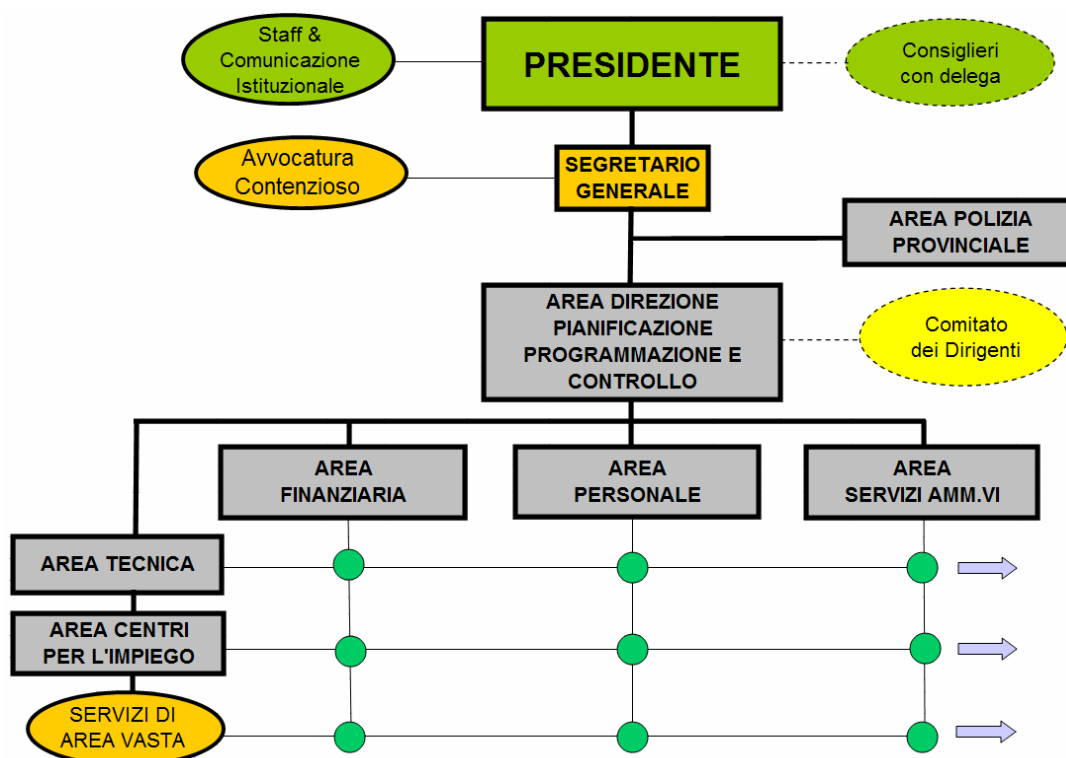 Staff &
Comunicazione
Istituzionale
PRESIDENTE
Consiglieri
con delega
Avvocatura
Contenzioso
SEGRETARIO
GENERALE
AREA POLIZIA
PROVINCIALE
AREA DIREZIONE
PIANIFICAZIONE
PROGRAMMAZIONE E
CONTROLLO
Comitato
dei Dirigenti
AREA
FINANZIARIA
AREA
PERSONALE
AREA
SERVIZI AMM.VI
AREA TECNICA
AREA CENTRI
PER L'IMPIEGO
SERVIZI DI
AREA VASTA